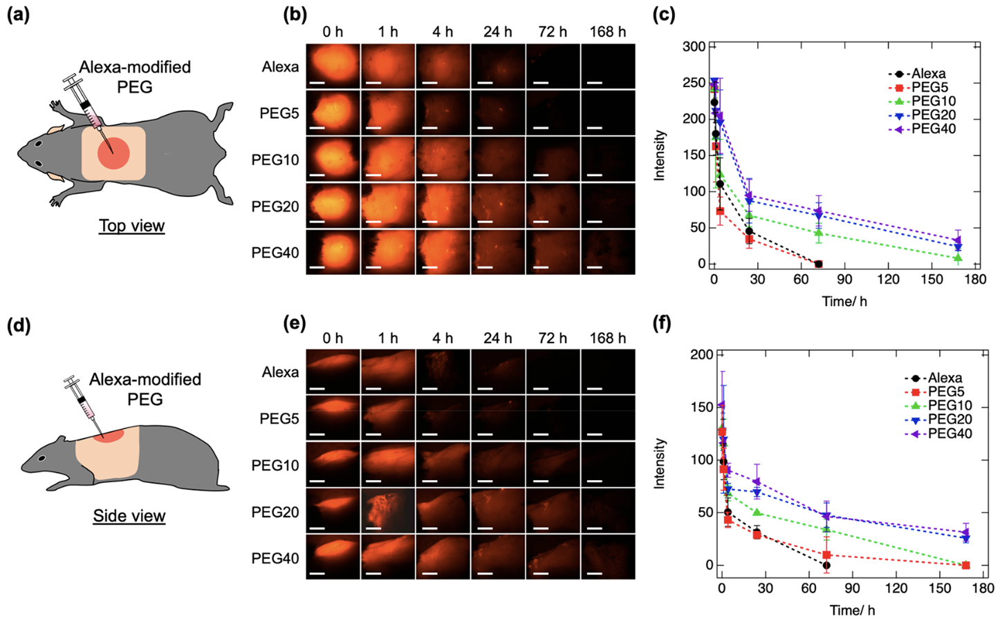 (a)
Alexa-modified
PEG
Top view
(b)
0 h 1 h 4 h 24 h 72 h 168 h
Alexa
PEG5
PEG10
PEG20
PEG40
(c)
300
250
200
150
100
50
0
Intensity
0 30 60 90 120 150 180
Time/ h
Alexa
PEG5
PEG10
PEG20
PEG40
(d)
Alexa-modified
PEG
Side view
(e)
0 h 1 h 4 h 24 h 72 h 168 h
Alexa
PEG5
PEG10
PEG20
PEG40
(f)
200
150
100
50
0
Intensity
0 30 60 90 120 150 180
Time/ h
Alexa
PEG5
PEG10
PEG20
PEG40